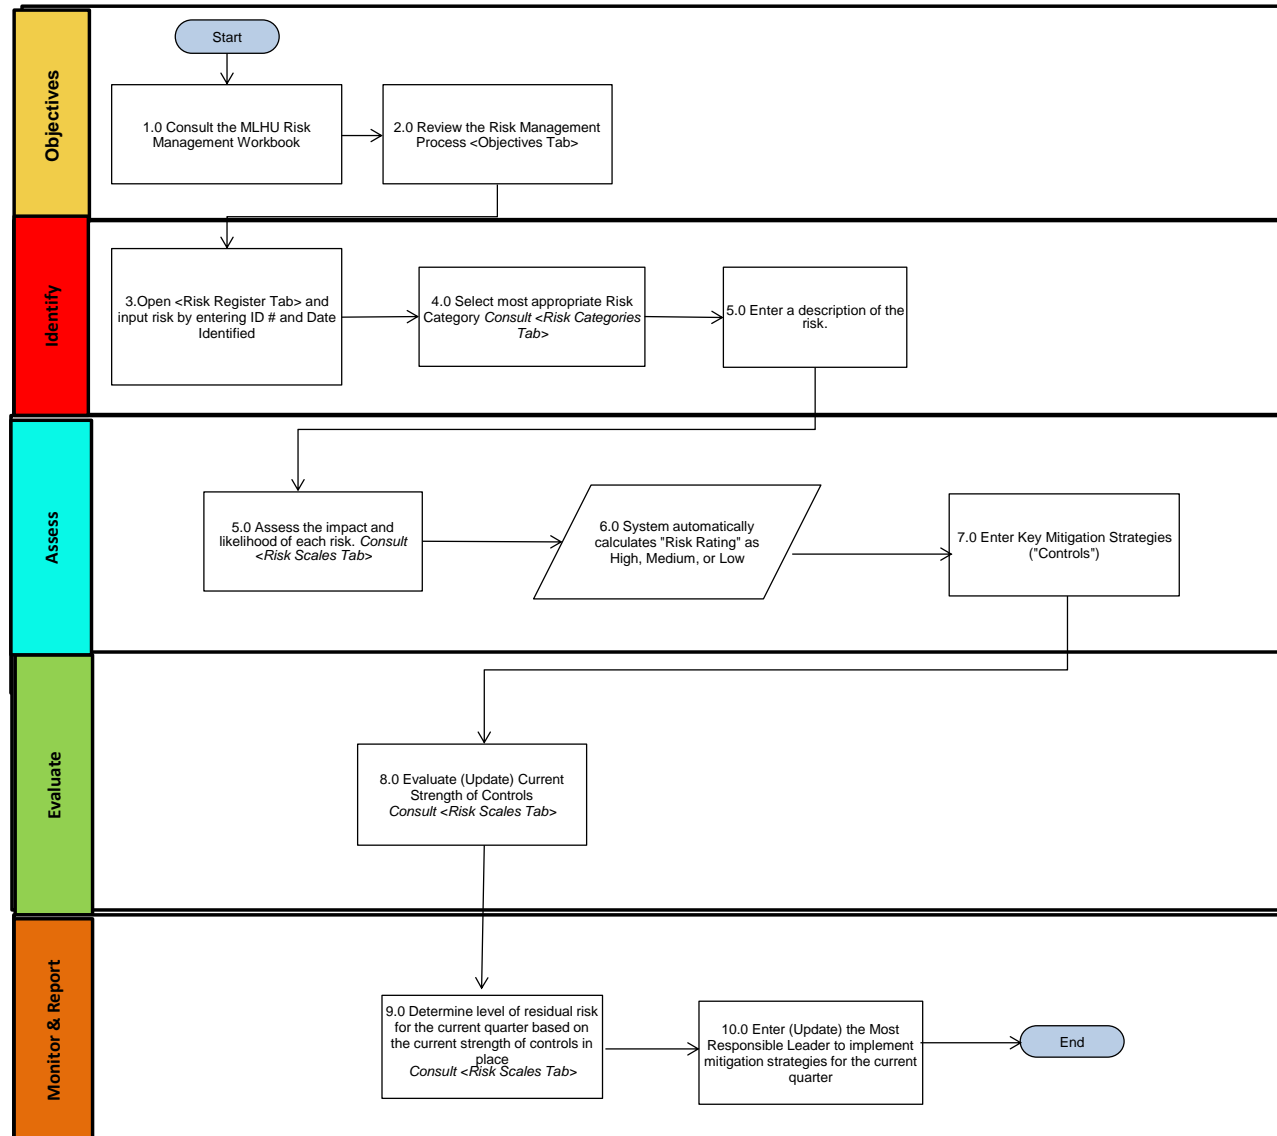 Objectives
Start
1.0 Consult the MLHU Risk
Management Workbook
2.0 Review the Risk Management
Process <Objectives Tab>
Identify
3.Open <Risk Register Tab> and
input risk by entering ID # and Date
Identified
4.0 Select most appropriate Risk
Category Consult <Risk Categories
Tab>
5.0 Enter a description of the
risk.
Assess
5.0 Assess the impact and
likelihood of each risk. Consult
<Risk Scales Tab>
6.0 System automatically
calculates "Risk Rating" as
High, Medium, or Low
7.0 Enter Key Mitigation Strategies
("Controls")
Evaluate
8.0 Evaluate (Update) Current
Strength of Controls
Consult <Risk Scales Tab>
Monitor & Report
9.0 Determine level of residual risk
for the current quarter based on
the current strength of controls in
place
Consult <Risk Scales Tab>
10.0 Enter (Update) the Most
Responsible Leader to implement
mitigation strategies for the current
quarter
End